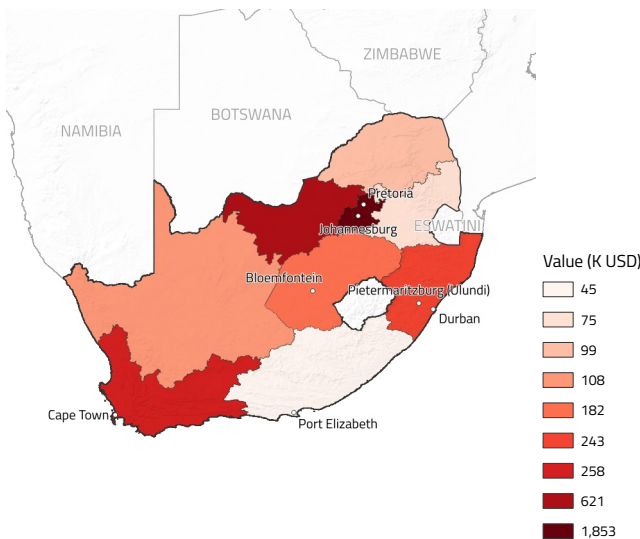 ZIMBABWE
BOTSWANA
NAMIBIA
Pretoria
ESWATINI
Johannesburg
Bloemfontein
Pietermaritzburg (Ulundi)
Durban
Cape Town
Port Elizabeth
Value (K USD)
45
75
99
108
182
243
258
621
1,853